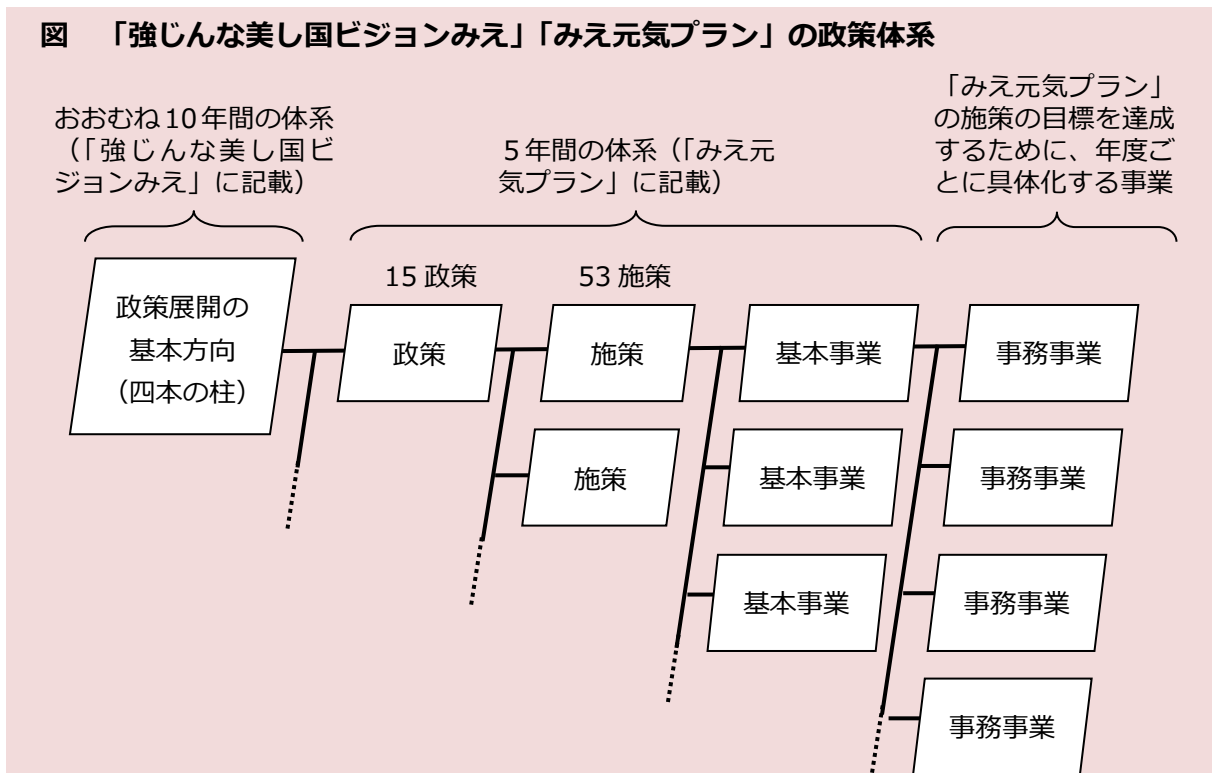 図 「強じんな美し国ビジョンみえ」「みえ元気プラン」の政策体系
おおむね10年間の体系
(「強じんな美し国ビ
ジョンみえ」に記載)
5年間の体系(「みえ元
気プラン」に記載)
「みえ元気プラン」
の施策の目標を達成
するために、年度ご
とに具体化する事業
15政策
53施策
政策展開の
基本方向
(四本の柱)
政策
施策
基本事業
事務事業
施策
基本事業
事務事業
基本事業
事務事業
事務事業